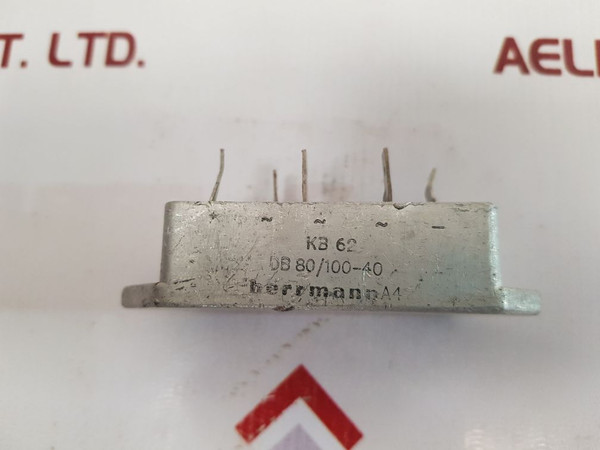 T. LTD.
AEL
+ ~ ~ ~ -
KB 62
DB 80/100-40
herrmann A4